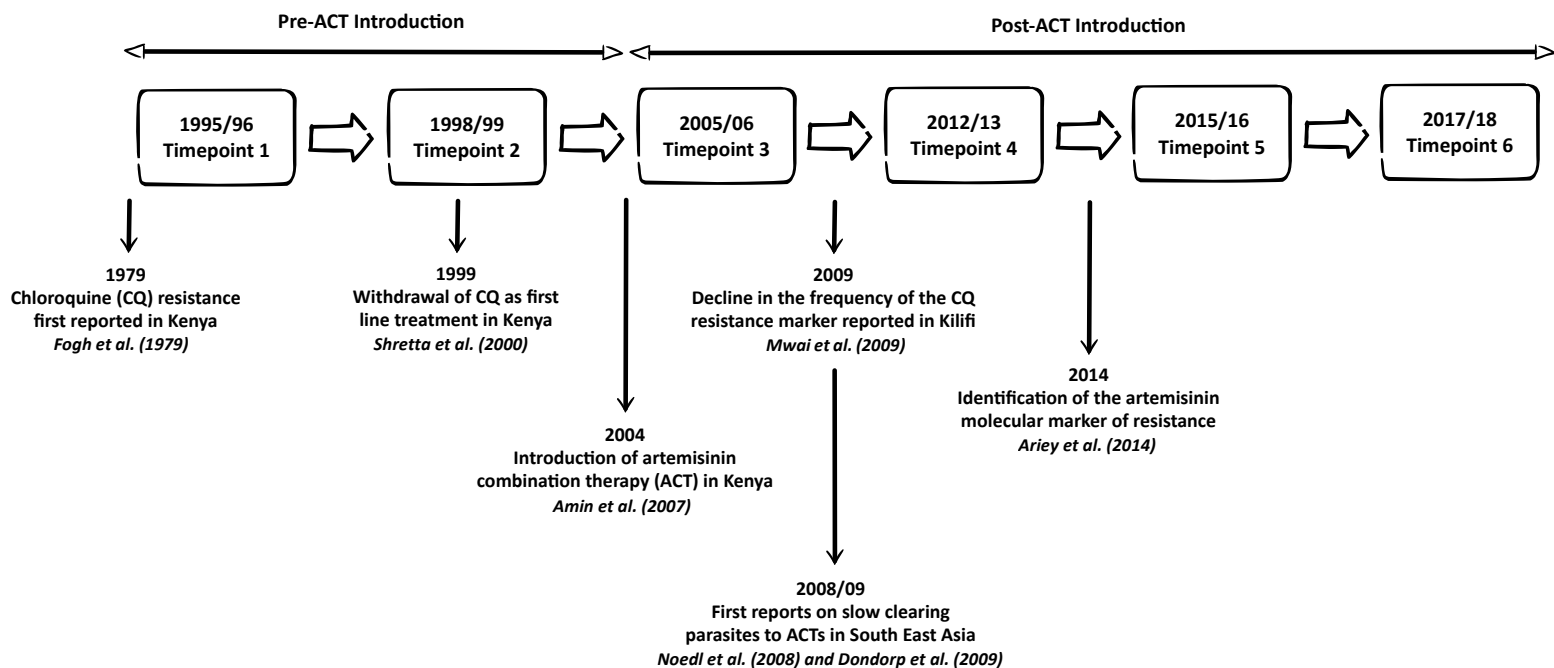 Pre-ACT Introduction
Post-ACT Introduction
1995/96
Timepoint 1
1998/99
Timepoint 2
2005/06
Timepoint 3
2012/13
Timepoint 4
2015/16
Timepoint 5
2017/18
Timepoint 6
1979
Chloroquine (CQ) resistance
first reported in Kenya
Fogh et al. (1979)
1999
Withdrawal of CQ as first
line treatment in Kenya
Shretta et al. (2000)
2009
Decline in the frequency of the CQ
resistance marker reported in Kilifi
Mwai et al. (2009)
2014
Identification of the artemisinin
molecular marker of resistance
Ariey et al. (2014)
2004
Introduction of artemisinin
combination therapy (ACT) in Kenya
Amin et al. (2007)
2008/09
First reports on slow clearing
parasites to ACTs in South East Asia
Noedl et al. (2008) and Dondorp et al. (2009)